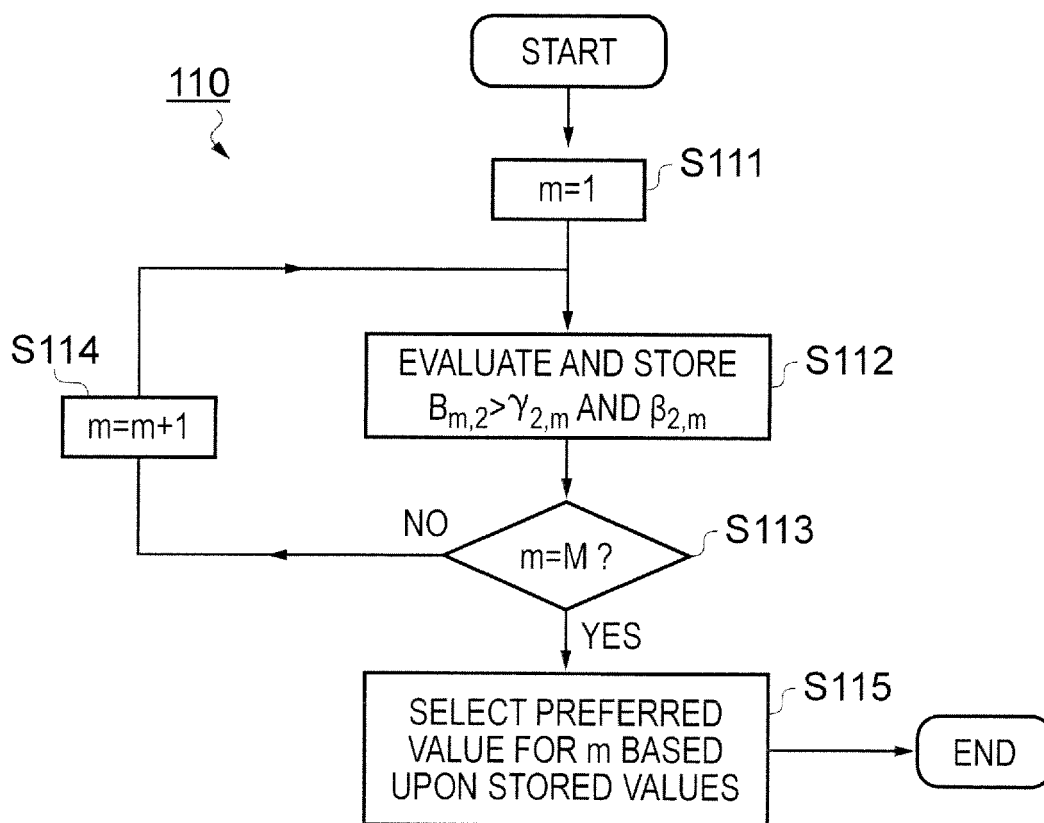 START
110
S111
m=1
S114
S112
EVALUATE AND STORE
B_{m,2}>γ_{2,m} AND β_{2,m}
m=m+1
NO
S113
m=M ?
YES
S115
SELECT PREFERRED
VALUE FOR m BASED
UPON STORED VALUES
END